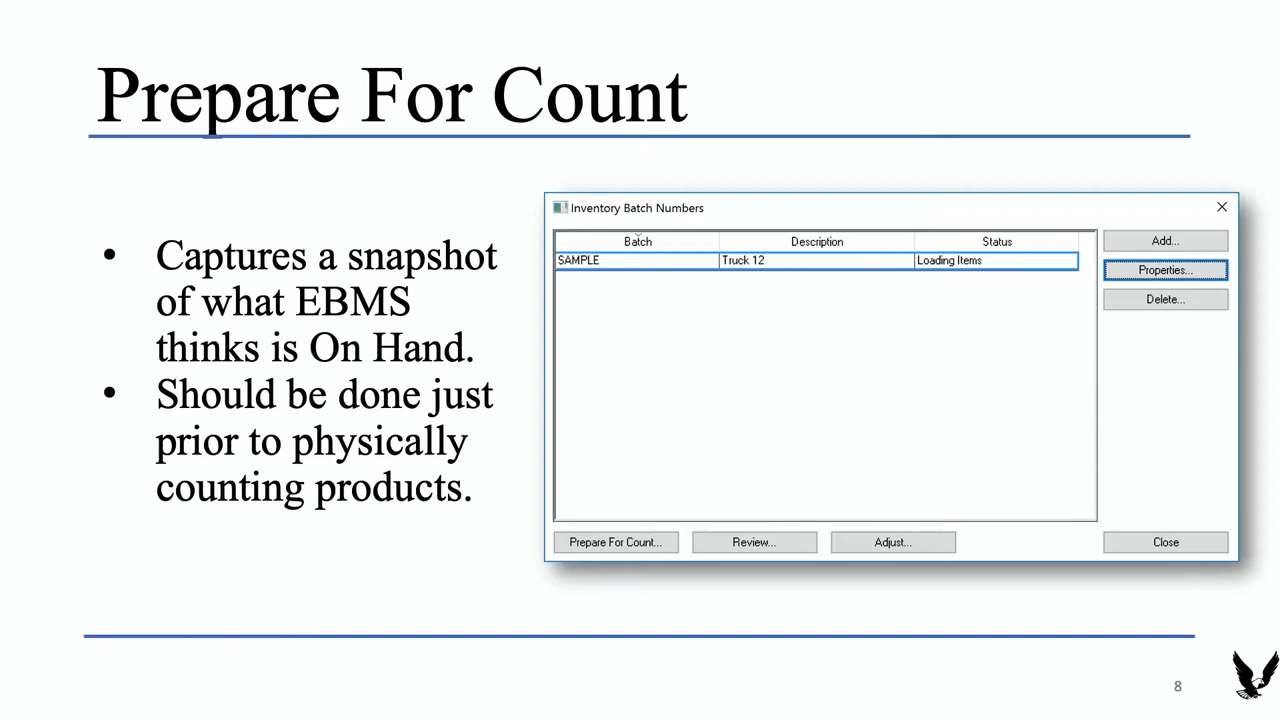 Prepare For Count
• Captures a snapshot
of what EBMS
thinks is On Hand.
• Should be done just
prior to physically
counting products.
Inventory Batch Numbers
Batch Description Status
SAMPLE Truck 12 Loading Items
Add...
Properties...
Delete...
Prepare For Count... Review... Adjust... Close
8